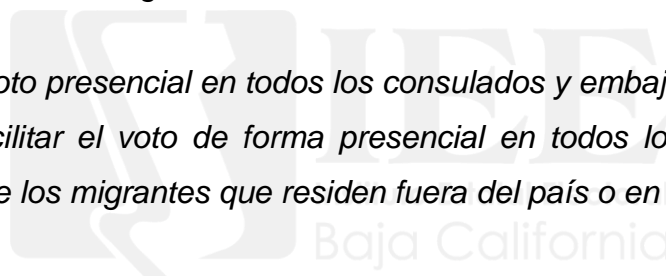 oto presencial en todos los consulados y embaj
cilitar el voto de forma presencial en todos lo
e los migrantes que residen fuera del país o en
IEE
Baja California